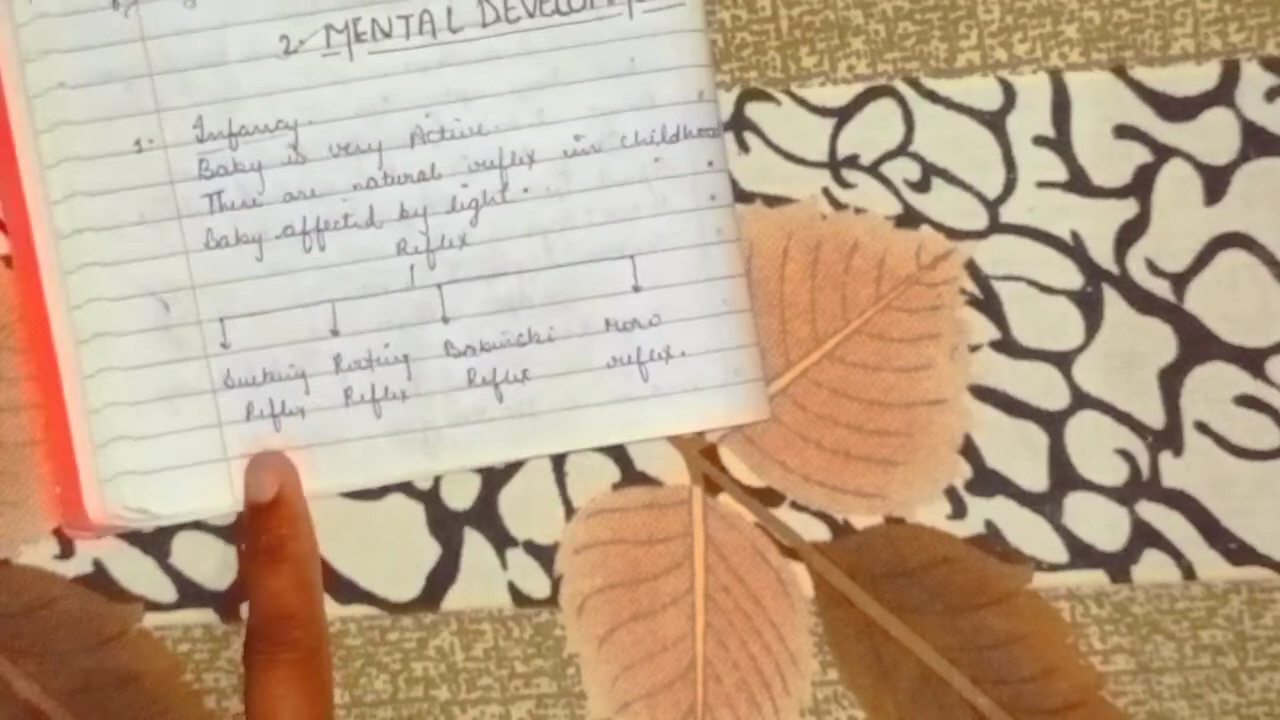 2. MENTAL DEVELOPM
1. Infancy.
Baby is very Active.
There are natural reflex in childhood
Baby affected by light.
Reflex
Sucking Rooting Babinski Moro
Reflex Reflex Reflex reflex.